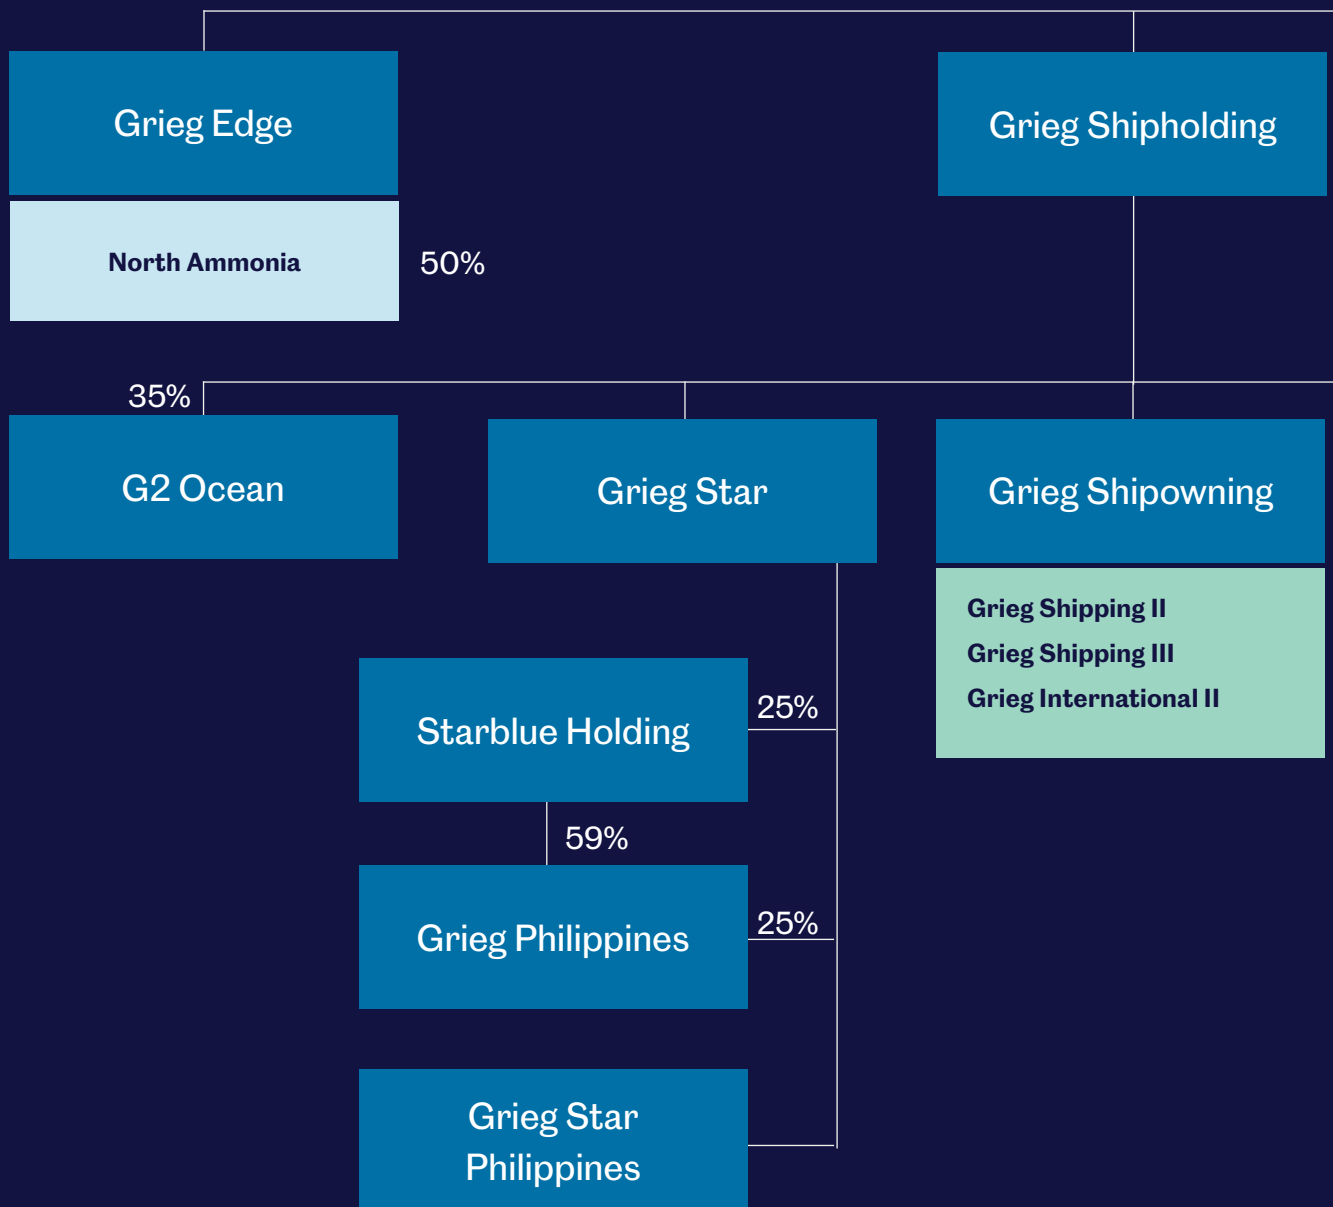 Grieg Edge
Grieg Shipholding
North Ammonia
50%
35%
G2 Ocean
Grieg Star
Grieg Shipowning
Grieg Shipping II
Grieg Shipping III
Grieg International II
Starblue Holding
25%
59%
Grieg Philippines
25%
Grieg Star
Philippines